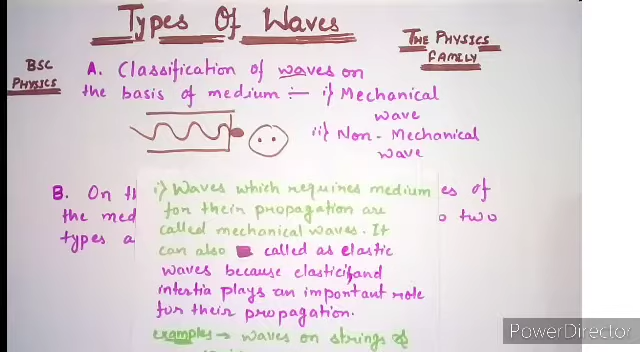 Types Of Waves
The Physics
Family
BSC
Physics
A. Classification of waves on
the basis of medium :- i) Mechanical
wave
ii) Non-Mechanical
wave
B. On th es of
the med o two
types a
i) Waves which requires medium
for their propagation are
called mechanical waves. It
can also called as elastic
waves because elasticity and
intertia plays an important role
for their propagation.
examples → waves on strings of
PowerDirector